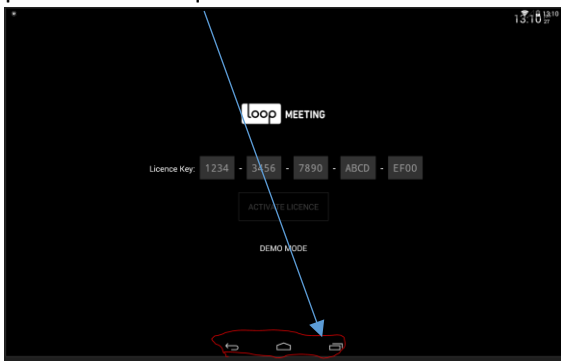 13:10
loop MEETING
Licence Key: 1234 - 3456 - 7890 - ABCD - EF00
ACTIVATE LICENCE
DEMO MODE